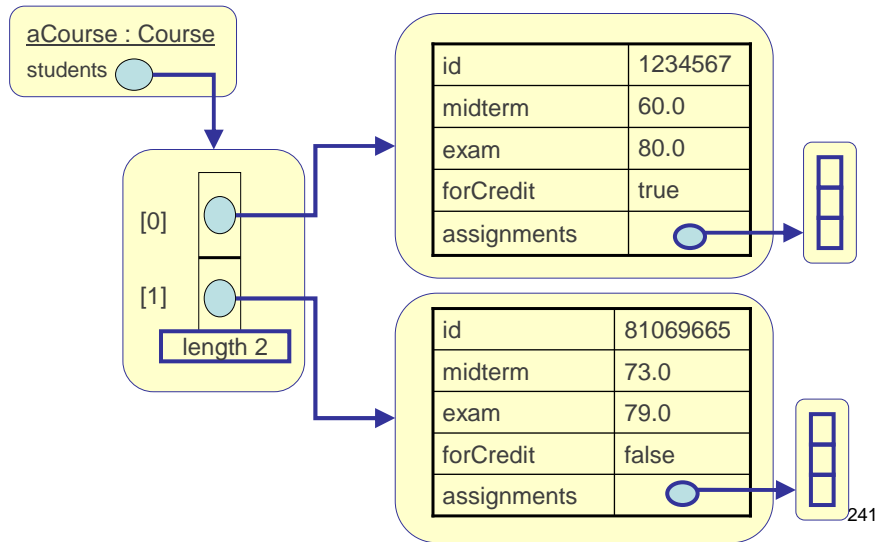 aCourse : Course
students
[0]
[1]
length 2
id 1234567
midterm 60.0
exam 80.0
forCredit true
assignments
id 81069665
midterm 73.0
exam 79.0
forCredit false
assignments
241